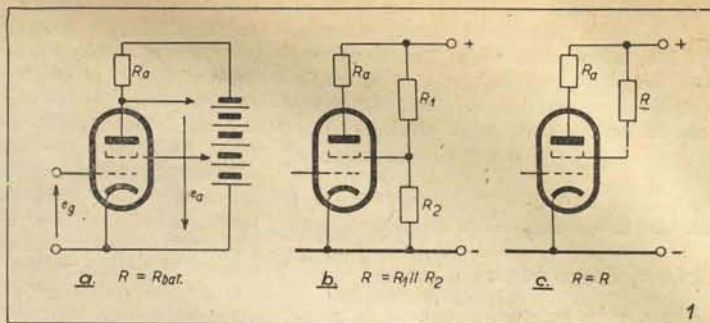 Ra
eg
ea
a. R = Rbat.
Ra
R1
+
R2
-
b. R = R1 // R2
Ra
R
+
-
c. R = R
1